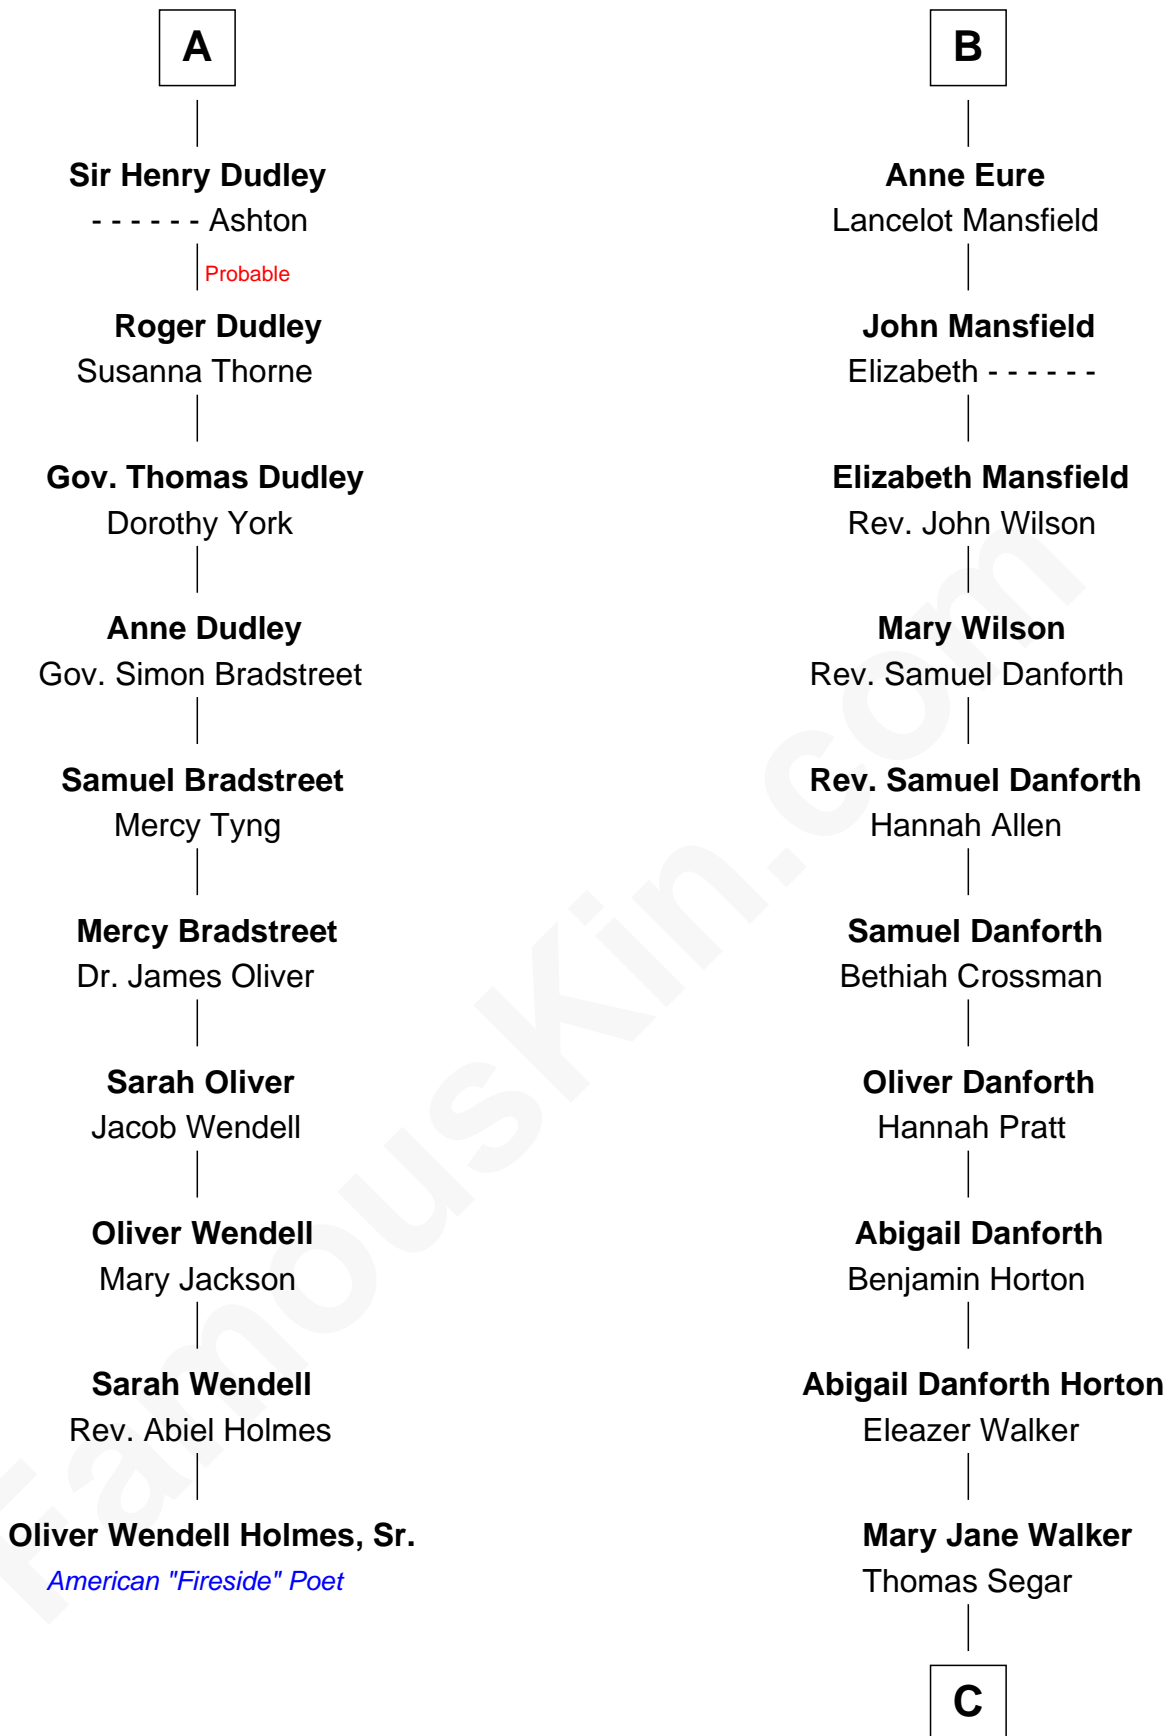 A
Sir Henry Dudley
- - - - - - Ashton
Probable
Roger Dudley
Susanna Thorne
Gov. Thomas Dudley
Dorothy York
Anne Dudley
Gov. Simon Bradstreet
Samuel Bradstreet
Mercy Tyng
Mercy Bradstreet
Dr. James Oliver
Sarah Oliver
Jacob Wendell
Oliver Wendell
Mary Jackson
Sarah Wendell
Rev. Abiel Holmes
Oliver Wendell Holmes, Sr.
American "Fireside" Poet
B
Anne Eure
Lancelot Mansfield
John Mansfield
Elizabeth - - - - - -
Elizabeth Mansfield
Rev. John Wilson
Mary Wilson
Rev. Samuel Danforth
Rev. Samuel Danforth
Hannah Allen
Samuel Danforth
Bethiah Crossman
Oliver Danforth
Hannah Pratt
Abigail Danforth
Benjamin Horton
Abigail Danforth Horton
Eleazer Walker
Mary Jane Walker
Thomas Segar
C
FamousKin.com